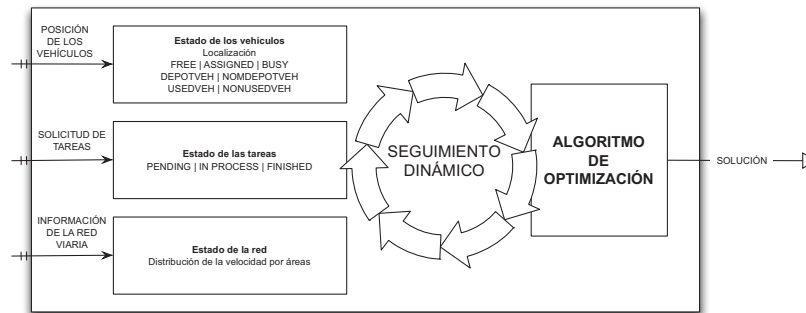 POSICIÓN
DE LOS
VEHÍCULOS
Estado de los vehículos
Localización
FREE | ASSIGNED | BUSY
DEPOTVEH | NOMDEPOTVEH
USEDVEH | NONUSEDVEH
SOLICITUD DE
TAREAS
Estado de las tareas
PENDING | IN PROCESS | FINISHED
INFORMACIÓN
DE LA RED
VIARIA
Estado de la red
Distribución de la velocidad por áreas
SEGUIMIENTO
DINÁMICO
ALGORITMO
DE
OPTIMIZACIÓN
SOLUCIÓN